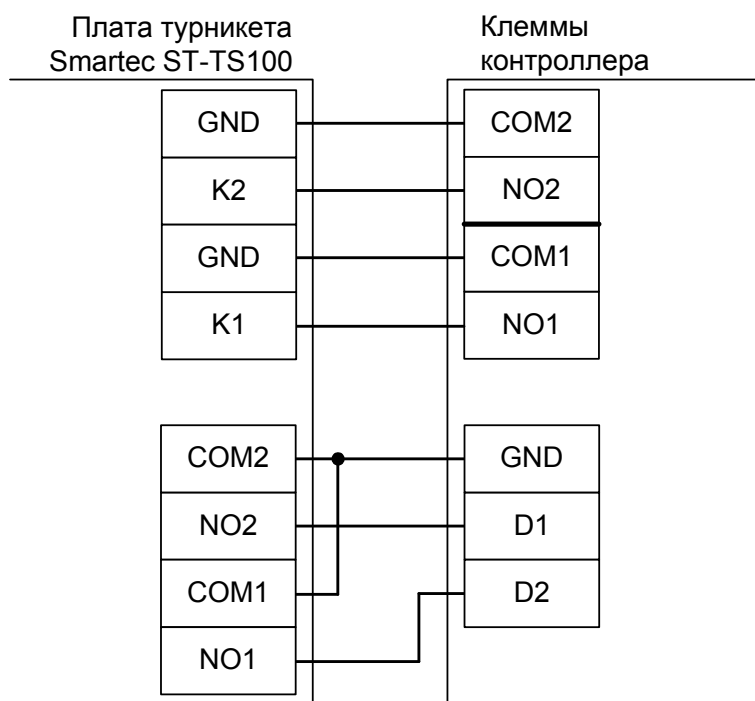 Плата турникета
Smartec ST-TS100
Клеммы
контроллера
GND
COM2
K2
NO2
GND
COM1
K1
NO1
COM2
GND
NO2
D1
COM1
D2
NO1